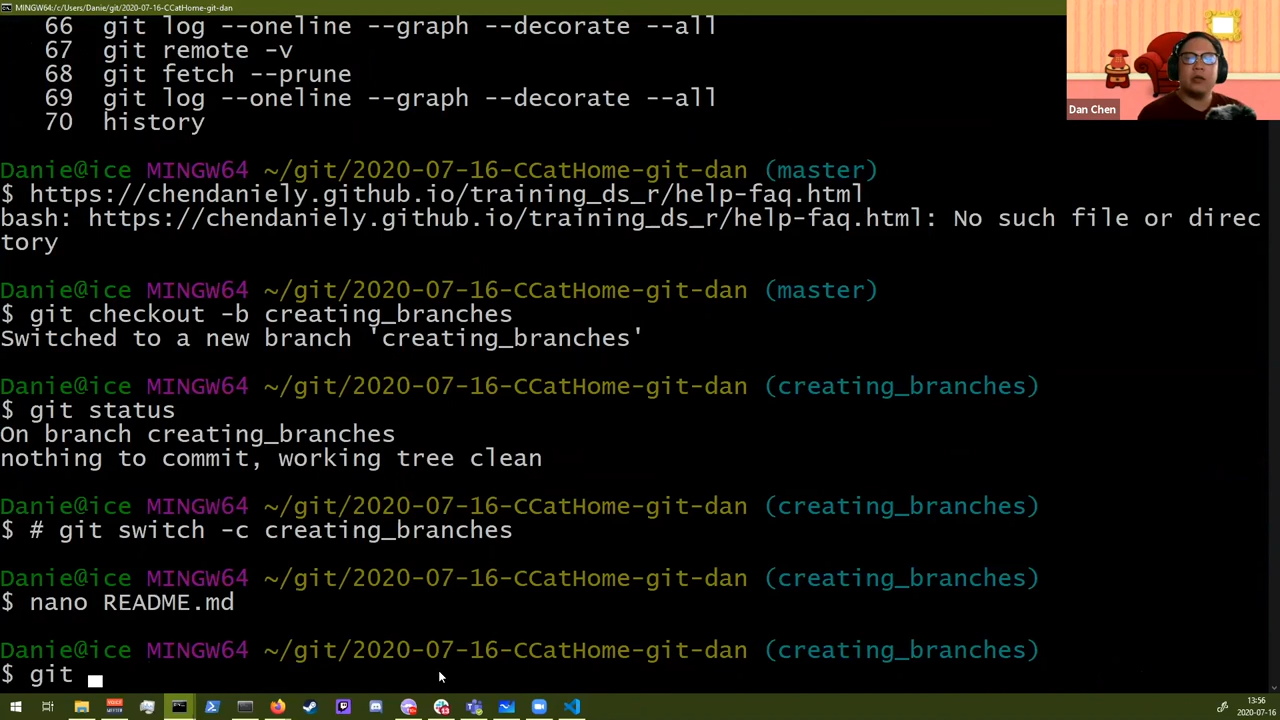 MINGW64:/c/Users/Danie/git/2020-07-16-CCatHome-git-dan
66 git log --oneline --graph --decorate --all
67 git remote -v
68 git fetch --prune
69 git log --oneline --graph --decorate --all
70 history
Dan Chen
Danie@ice MINGW64 ~/git/2020-07-16-CCatHome-git-dan (master)
$ https://chendaniely.github.io/training_ds_r/help-faq.html
bash: https://chendaniely.github.io/training_ds_r/help-faq.html: No such file or direc
tory
Danie@ice MINGW64 ~/git/2020-07-16-CCatHome-git-dan (master)
$ git checkout -b creating_branches
Switched to a new branch 'creating_branches'
Danie@ice MINGW64 ~/git/2020-07-16-CCatHome-git-dan (creating_branches)
$ git status
On branch creating_branches
nothing to commit, working tree clean
Danie@ice MINGW64 ~/git/2020-07-16-CCatHome-git-dan (creating_branches)
$ # git switch -c creating_branches
Danie@ice MINGW64 ~/git/2020-07-16-CCatHome-git-dan (creating_branches)
$ nano README.md
Danie@ice MINGW64 ~/git/2020-07-16-CCatHome-git-dan (creating_branches)
$ git
13:56
2020-07-16